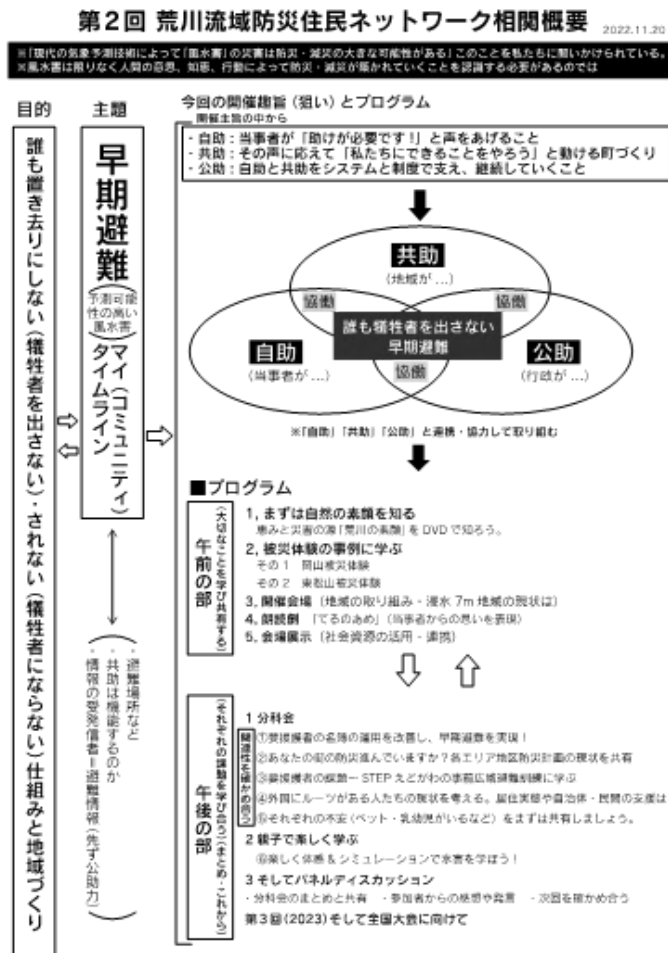 第2回 荒川流域防災住民ネットワーク相関概要
2022.11.20
※「現代の気象予測技術によって「風水害」の災害は防災・減災の大きな可能性がある」このことを私たちに問いかけられている。
※風水害は限りなく人間の意思、知恵、行動によって防災・減災が築かれていくことを認識する必要があるのでは
目的
誰も置き去りにしない(犠牲者を出さない)・されない(犠牲者にならない)仕組みと地域づくり
主題
早期避難
(予測可能性の高い風水害)
マイ(コミュニティ)タイムライン
・避難場所など
・共助は機能するのか
・情報の受発信者=避難情報(先ず公助力)
今回の開催趣旨(狙い)とプログラム
開催主旨の中から
・自助:当事者が「助けが必要です!」と声をあげること
・共助:その声に応えて「私たちにできることをやろう」と動ける町づくり
・公助:自助と共助をシステムと制度で支え、継続していくこと
共助
(地域が…)
協働
協働
誰も犠牲者を出さない
早期避難
自助
(当事者が…)
公助
(行政が…)
協働
※「自助」「共助」「公助」と連携・協力して取り組む
■プログラム
午前の部
(大切なことを学び共有する)
1, まずは自然の素顔を知る
恵みと災害の源「荒川の素顔」をDVDで知ろう。
2, 被災体験の事例に学ぶ
その1 岡山被災体験
その2 東松山被災体験
3, 開催会場(地域の取り組み・浸水7m地域の現状は)
4, 朗読劇 「てるのあめ」(当事者からの思いを表現)
5, 会場展示(社会資源の活用・連携)
午後の部
(それぞれの課題を学び合う)(まとめ・これから)
1 分科会
関連性を確かめ合う
①要援護者の名簿の運用を改善し、早期避難を実現!
②あなたの街の防災進んでいますか?各エリア地区防災計画の現状を共有
③要援護者の課題ーSTEPえどがわの事前広域避難訓練に学ぶ
④外国にルーツがある人たちの現状を考える。居住実態や自治体・民間の支援は
⑤それぞれの不安(ペット・乳幼児がいるなど)をまずは共有しましょう。
2 親子で楽しく学ぶ
⑥楽しく体感&シミュレーションで水害を学ぼう!
3 そしてパネルディスカッション
・分科会のまとめと共有 ・参加者からの感想や発言 ・次回を確かめ合う
第3回(2023)そして全国大会に向けて